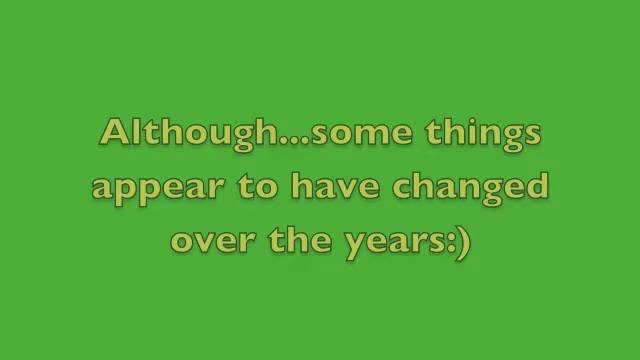 Although...some things
appear to have changed
over the years:)